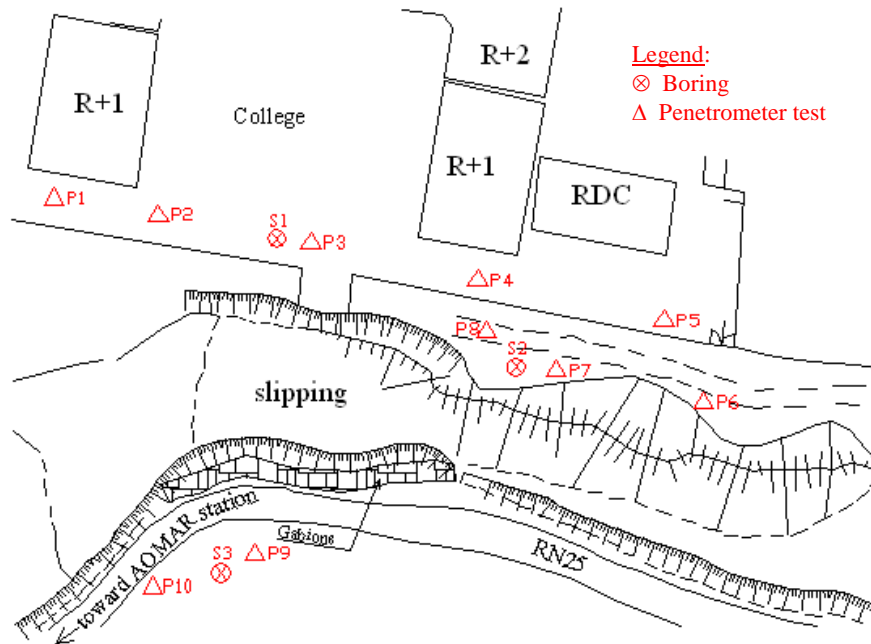 R+2
Legend:
⊗ Boring
Δ Penetrometer test
R+1
College
R+1
RDC
P1
P2
S1
P3
P4
P5
P8
S2
P7
P6
slipping
toward AOMAR station
Gabions
RN25
S3
P9
P10